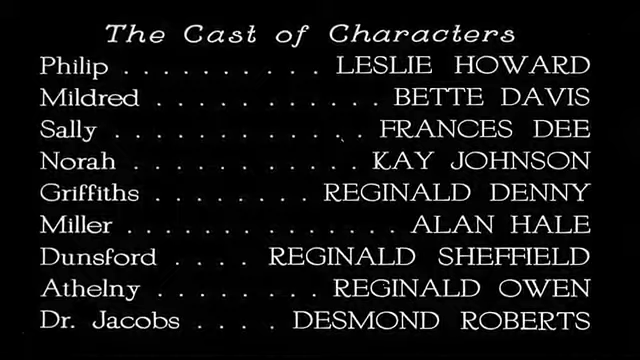 The Cast of Characters
Philip . . . . . . . . . . LESLIE HOWARD
Mildred . . . . . . . . . . . . BETTE DAVIS
Sally . . . . . . . . . . . . . FRANCES DEE
Norah . . . . . . . . . . . KAY JOHNSON
Griffiths . . . . . . . . REGINALD DENNY
Miller . . . . . . . . . . . . . . ALAN HALE
Dunsford . . . . REGINALD SHEFFIELD
Athelny . . . . . . . . REGINALD OWEN
Dr. Jacobs . . . . DESMOND ROBERTS